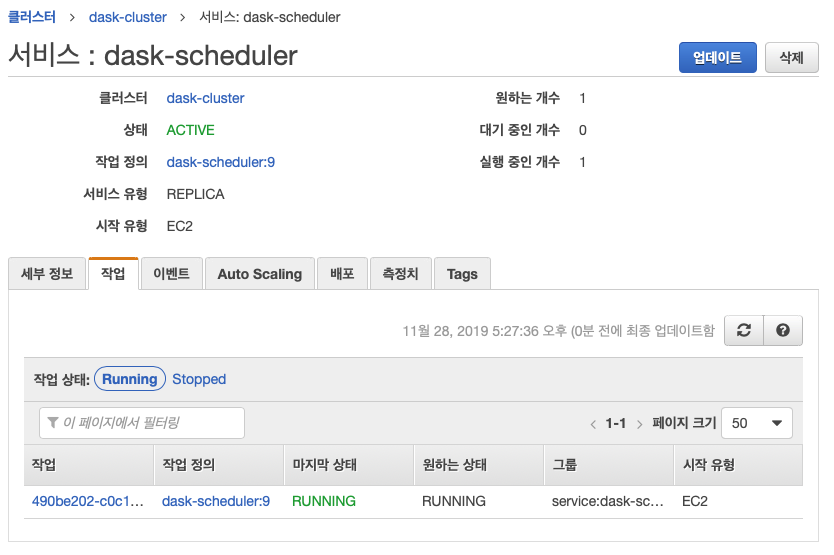 클러스터 > dask-cluster > 서비스: dask-scheduler
서비스 : dask-scheduler
업데이트 삭제
클러스터 dask-cluster 원하는 개수 1
상태 ACTIVE 대기 중인 개수 0
작업 정의 dask-scheduler:9 실행 중인 개수 1
서비스 유형 REPLICA
시작 유형 EC2
세부 정보 작업 이벤트 Auto Scaling 배포 측정치 Tags
11월 28, 2019 5:27:36 오후 (0분 전에 최종 업데이트함
작업 상태: Running Stopped
이 페이지에서 필터링 < 1-1 > 페이지 크기 50
작업 작업 정의 마지막 상태 원하는 상태 그룹 시작 유형
490be202-c0c1... dask-scheduler:9 RUNNING RUNNING service:dask-sc... EC2